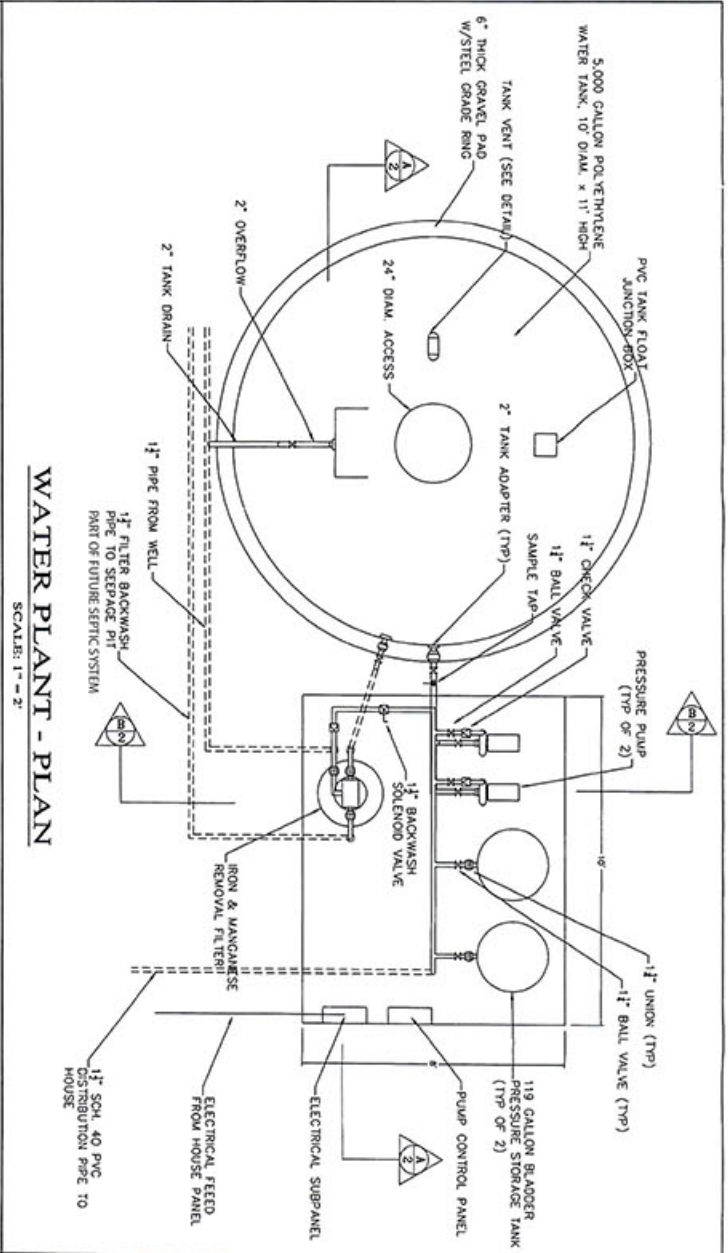 5,000 GALLON POLYETHYLENE
WATER TANK, 10' DIAM. x 11' HIGH
PVC TANK FLOAT
JUNCTION BOX
TANK VENT (SEE DETAIL)
6" THICK GRAVEL PAD
W/STEEL GRADE RING
A
2
24" DIAM. ACCESS
2" OVERFLOW
2" TANK DRAIN
2" TANK ADAPTER (TYP)
SAMPLE TAP
1½" BALL VALVE
1½" CHECK VALVE
PRESSURE PUMP
(TYP OF 2)
B
2
10'
1½" UNION (TYP)
1½" BALL VALVE (TYP)
119 GALLON BLADDER
PRESSURE STORAGE TANK
(TYP OF 2)
8'
PUMP CONTROL PANEL
A
2
ELECTRICAL SUBPANEL
ELECTRICAL FEEED
FROM HOUSE PANEL
1½" SCH. 40 PVC
DISTRIBUTION PIPE TO
HOUSE
1½" BACKWASH
SOLENOID VALVE
IRON & MANGANESE
REMOVAL FILTER
B
2
1½" PIPE FROM WELL
1½" FILTER BACKWASH
PIPE TO SEEPAGE PIT
PART OF FUTURE SEPTIC SYSTEM
WATER PLANT - PLAN
SCALE: 1" = 2'